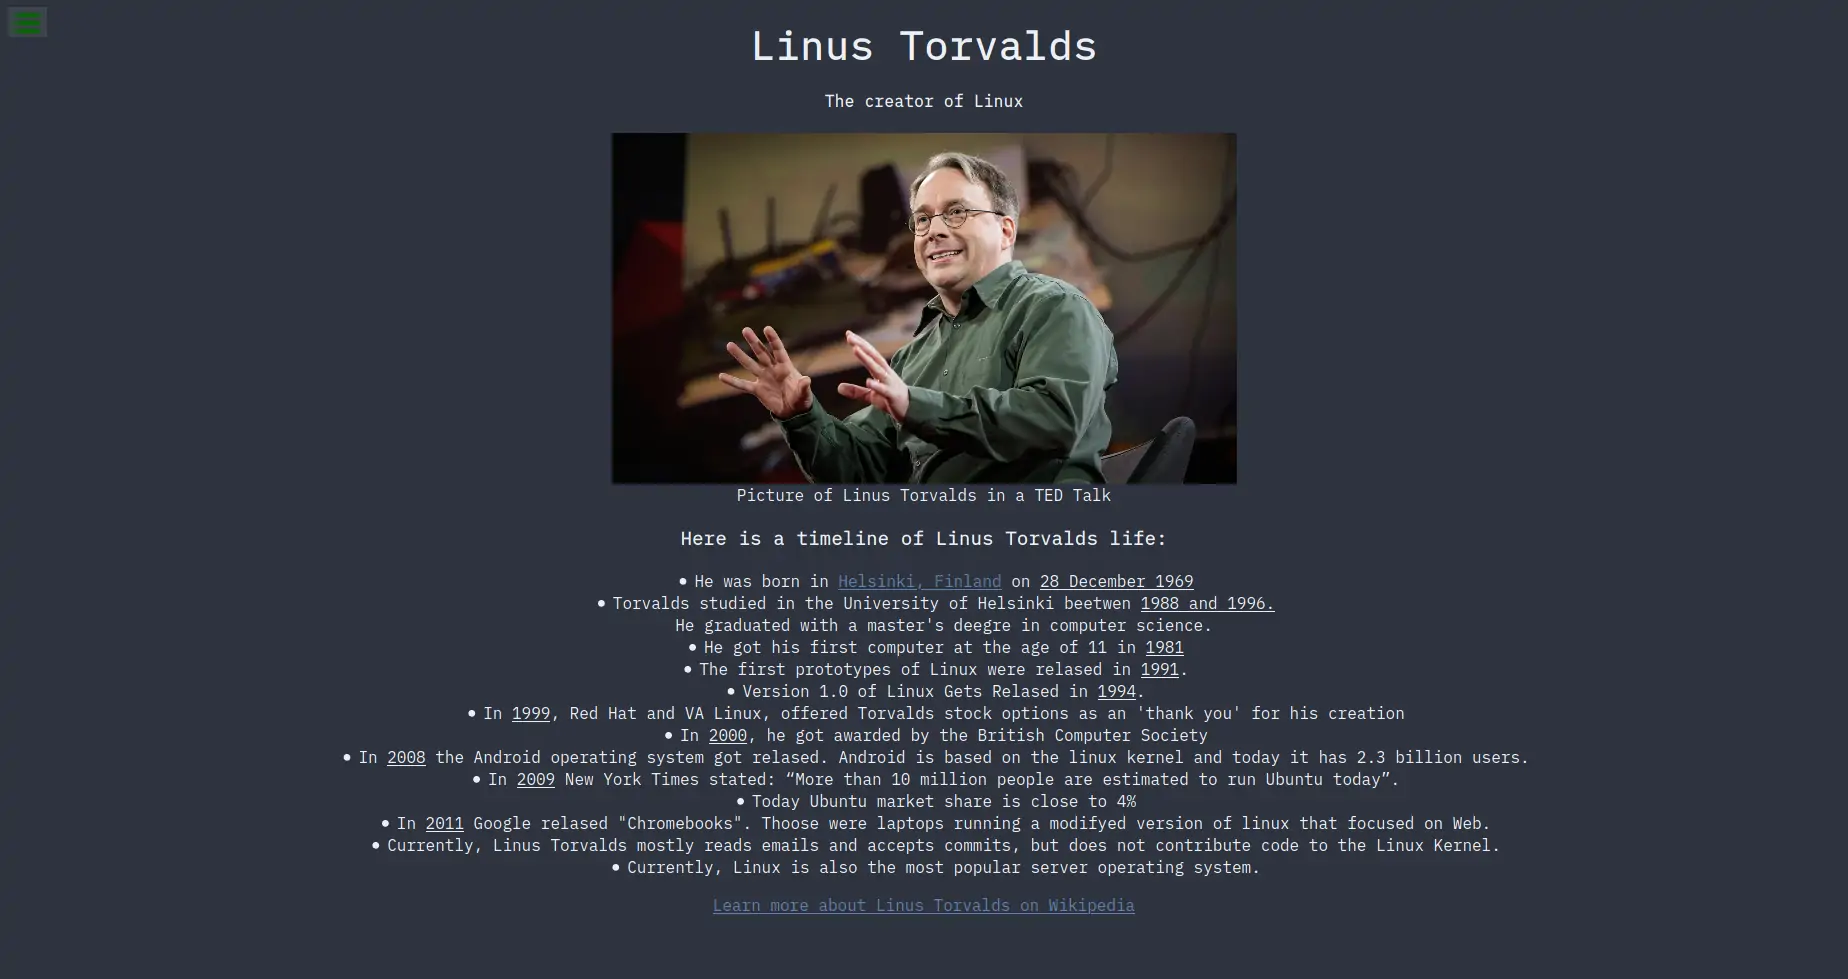 Linus Torvalds
The creator of Linux
Picture of Linus Torvalds in a TED Talk
Here is a timeline of Linus Torvalds life:
• He was born in Helsinki, Finland on 28 December 1969
• Torvalds studied in the University of Helsinki beetwen 1988 and 1996.
He graduated with a master's deegre in computer science.
• He got his first computer at the age of 11 in 1981
• The first prototypes of Linux were relased in 1991.
• Version 1.0 of Linux Gets Relased in 1994.
• In 1999, Red Hat and VA Linux, offered Torvalds stock options as an 'thank you' for his creation
• In 2000, he got awarded by the British Computer Society
• In 2008 the Android operating system got relased. Android is based on the linux kernel and today it has 2.3 billion users.
• In 2009 New York Times stated: “More than 10 million people are estimated to run Ubuntu today”.
• Today Ubuntu market share is close to 4%
• In 2011 Google relased "Chromebooks". Thoose were laptops running a modifyed version of linux that focused on Web.
• Currently, Linus Torvalds mostly reads emails and accepts commits, but does not contribute code to the Linux Kernel.
• Currently, Linux is also the most popular server operating system.
Learn more about Linus Torvalds on Wikipedia